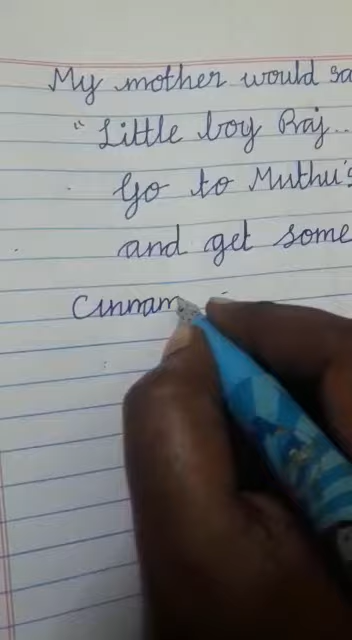 My mother would sa
"Little boy Raj..
Go to Muthu's
and get some
Cinnam